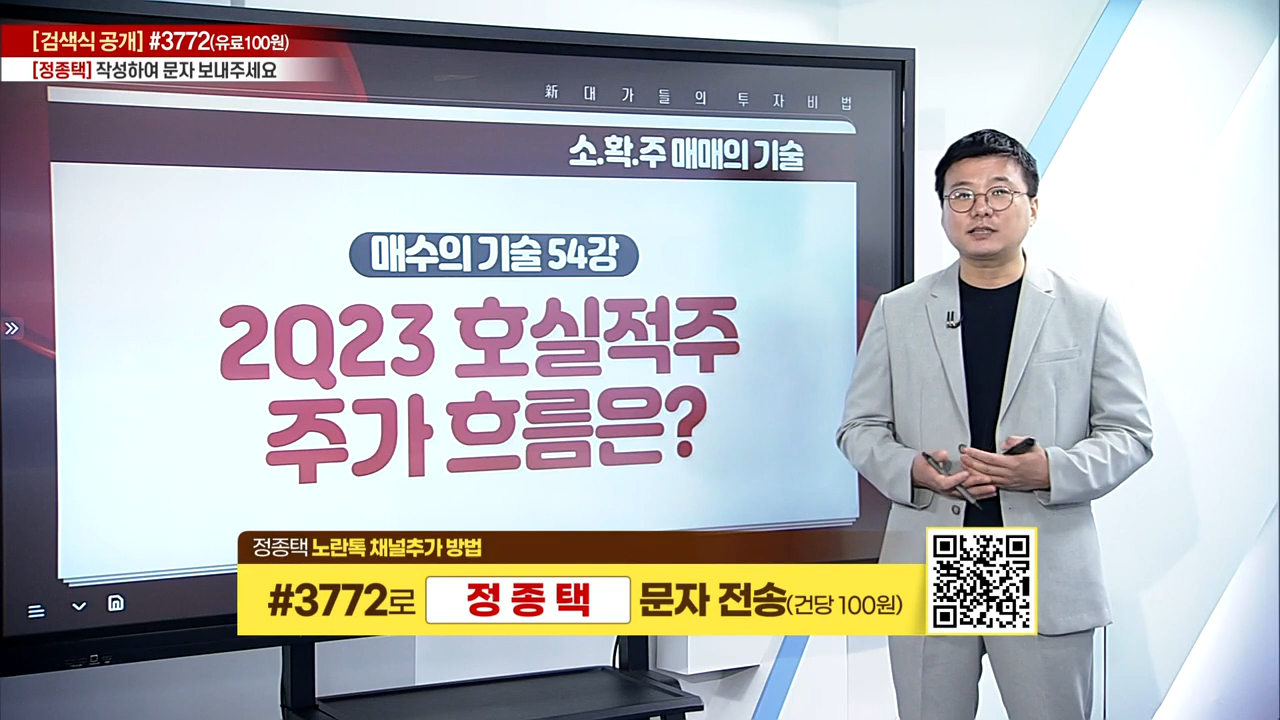 [검색식 공개] #3772(유료100원)
[정종택] 작성하여 문자 보내주세요
新 대가들의 투자비법
소.확.주 매매의 기술
매수의 기술 54강
2Q23 호실적주
주가 흐름은?
정종택 노란톡 채널추가 방법
#3772로 정종택 문자 전송(건당 100원)